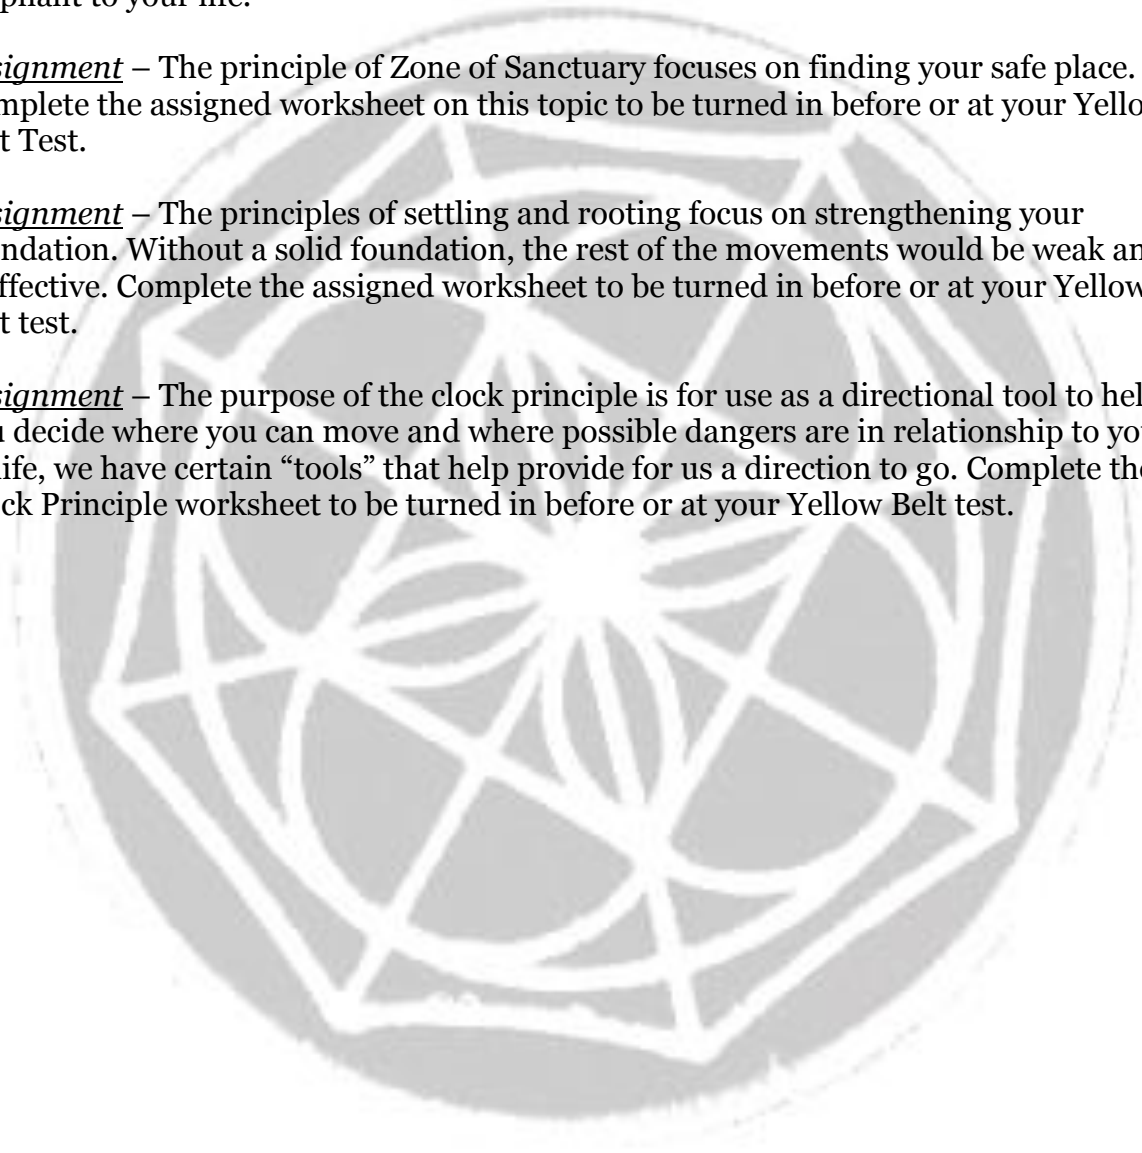 pliant to your life.
signment – The principle of Zone of Sanctuary focuses on finding your safe place.
mplete the assigned worksheet on this topic to be turned in before or at your Yello
t Test.
signment – The principles of settling and rooting focus on strengthening your
ndation. Without a solid foundation, the rest of the movements would be weak an
ffective. Complete the assigned worksheet to be turned in before or at your Yellow
t test.
signment – The purpose of the clock principle is for use as a directional tool to hel
u decide where you can move and where possible dangers are in relationship to yo
life, we have certain “tools” that help provide for us a direction to go. Complete the
ck Principle worksheet to be turned in before or at your Yellow Belt test.